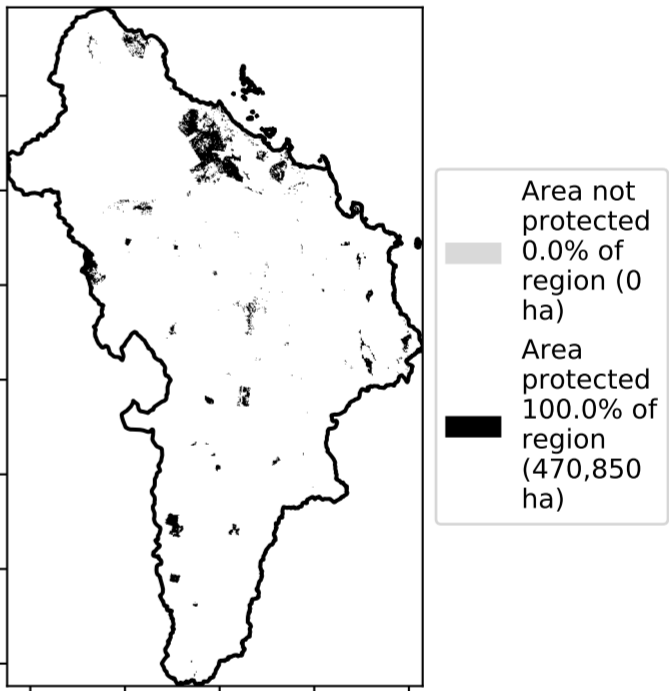 Area not
protected
0.0% of
region (0
ha)
Area
protected
100.0% of
region
(470,850
ha)